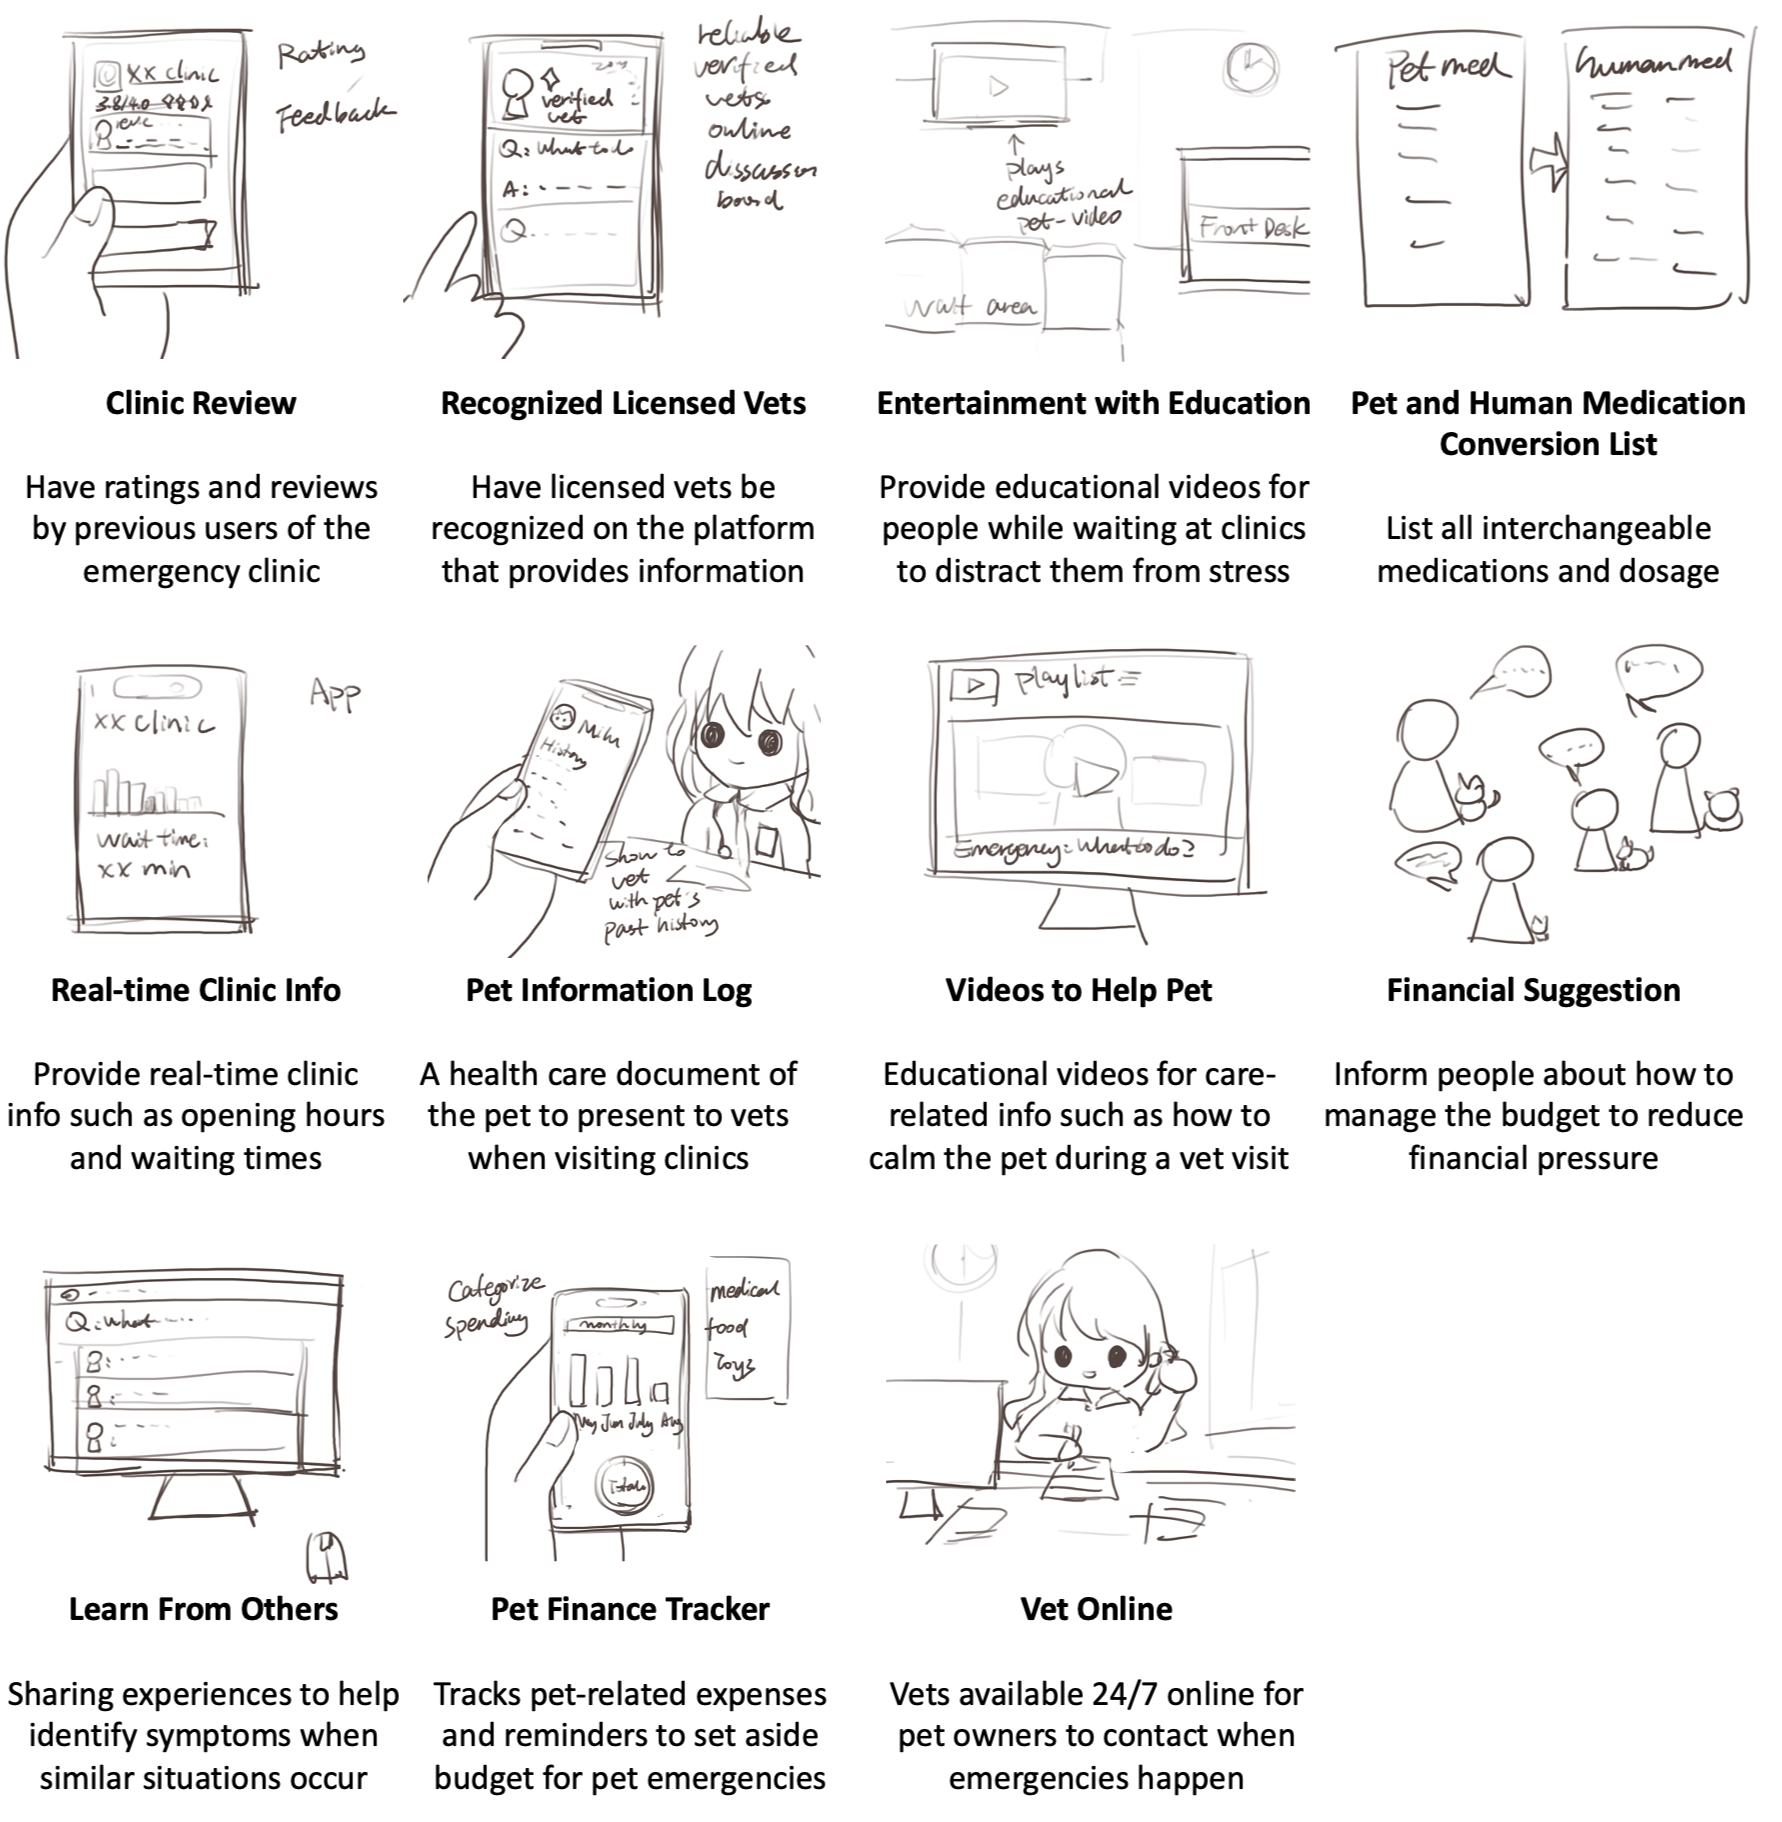 XX clinic
3.8/4.0
Rating
Feedback
verified
vet
Q: What to do
A:
Q
reliable
verified
vets
online
discussion
board
plays
educational
pet-video
Front Desk
Wait area
Pet med
human med
Clinic Review
Have ratings and reviews
by previous users of the
emergency clinic
Recognized Licensed Vets
Have licensed vets be
recognized on the platform
that provides information
Entertainment with Education
Provide educational videos for
people while waiting at clinics
to distract them from stress
Pet and Human Medication
Conversion List
List all interchangeable
medications and dosage
XX clinic
wait time:
XX min
App
History
show to
vet
with pet's
past history
playlist
Emergency: What to do?
Real-time Clinic Info
Provide real-time clinic
info such as opening hours
and waiting times
Pet Information Log
A health care document of
the pet to present to vets
when visiting clinics
Videos to Help Pet
Educational videos for care-
related info such as how to
calm the pet during a vet visit
Financial Suggestion
Inform people about how to
manage the budget to reduce
financial pressure
Q: What
Categorize
spending
monthly
May Jun July Aug
medical
food
Toys
Learn From Others
Sharing experiences to help
identify symptoms when
similar situations occur
Pet Finance Tracker
Tracks pet-related expenses
and reminders to set aside
budget for pet emergencies
Vet Online
Vets available 24/7 online for
pet owners to contact when
emergencies happen